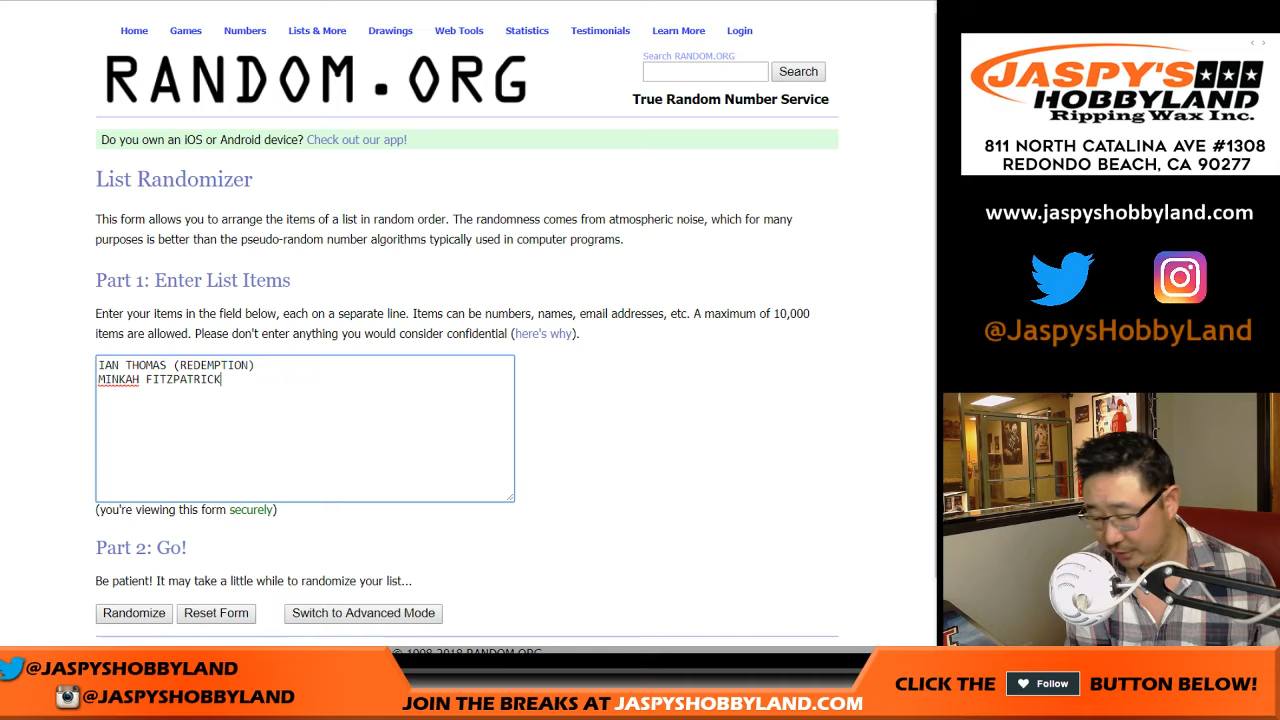 Home Games Numbers Lists & More Drawings Web Tools Statistics Testimonials Learn More Login
RANDOM.ORG
Search RANDOM.ORG
Search
True Random Number Service
Do you own an iOS or Android device? Check out our app!
List Randomizer
This form allows you to arrange the items of a list in random order. The randomness comes from atmospheric noise, which for many
purposes is better than the pseudo-random number algorithms typically used in computer programs.
Part 1: Enter List Items
Enter your items in the field below, each on a separate line. Items can be numbers, names, email addresses, etc. A maximum of 10,000
items are allowed. Please don't enter anything you would consider confidential (here's why).
IAN THOMAS (REDEMPTION)
MINKAH FITZPATRICK
(you're viewing this form securely)
Part 2: Go!
Be patient! It may take a little while to randomize your list...
Randomize Reset Form Switch to Advanced Mode
© 1998-2018 RANDOM.ORG
JASPY'S
HOBBYLAND
Ripping Wax Inc.
811 NORTH CATALINA AVE #1308
REDONDO BEACH, CA 90277
www.jaspyshobbyland.com
@JaspysHobbyLand
@JASPYSHOBBYLAND
@JASPYSHOBBYLAND
JOIN THE BREAKS AT JASPYSHOBBYLAND.COM
CLICK THE Follow BUTTON BELOW!